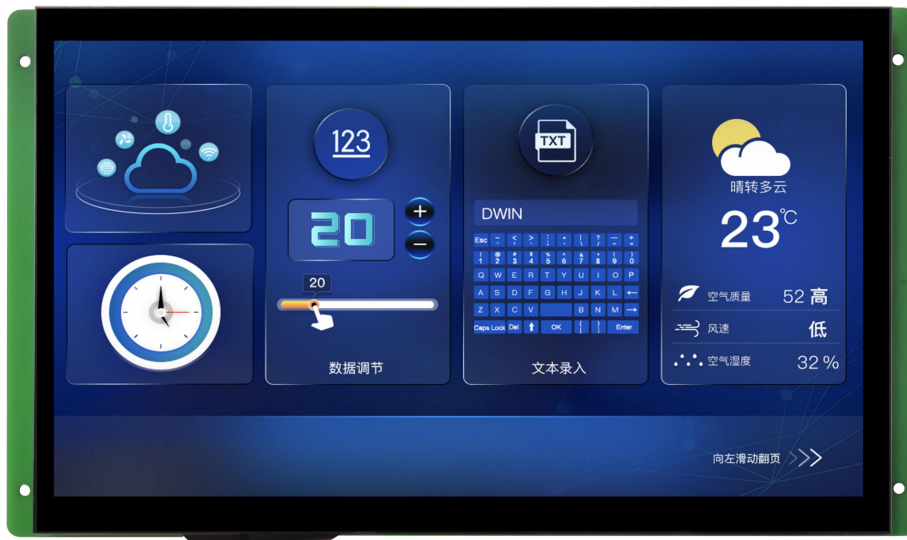 123
20
+
−
20
数据调节
TXT
DWIN
Q W E R T Y U I O P
A S D F G H J K L ←
Z X C V B N M →
Caps Lock Del OK Enter
文本录入
晴转多云
23℃
空气质量 52 高
风速 低
空气湿度 32 %
向左滑动翻页